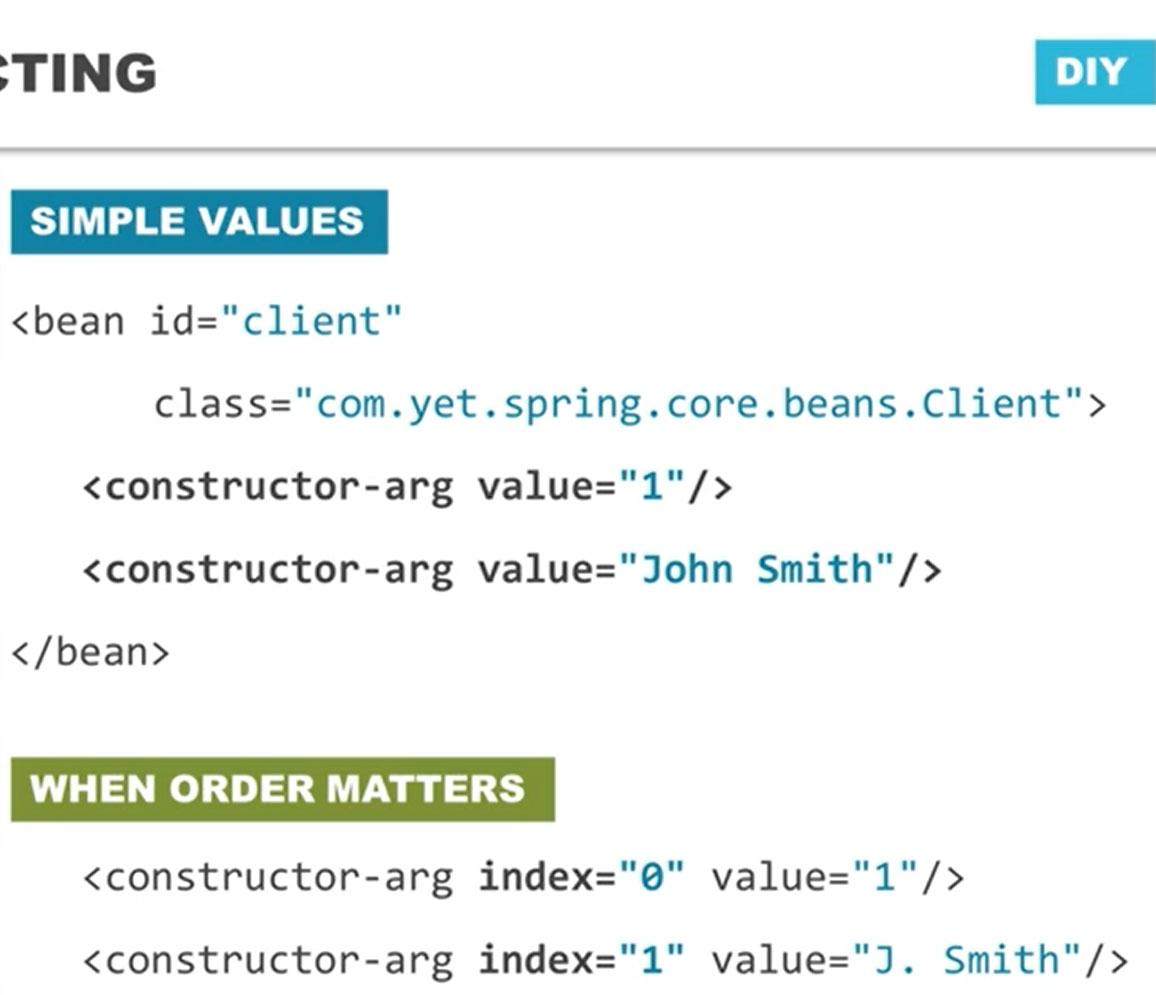 CTING
DIY
SIMPLE VALUES
<bean id="client"
class="com.yet.spring.core.beans.Client">
<constructor-arg value="1"/>
<constructor-arg value="John Smith"/>
</bean>
WHEN ORDER MATTERS
<constructor-arg index="0" value="1"/>
<constructor-arg index="1" value="J. Smith"/>